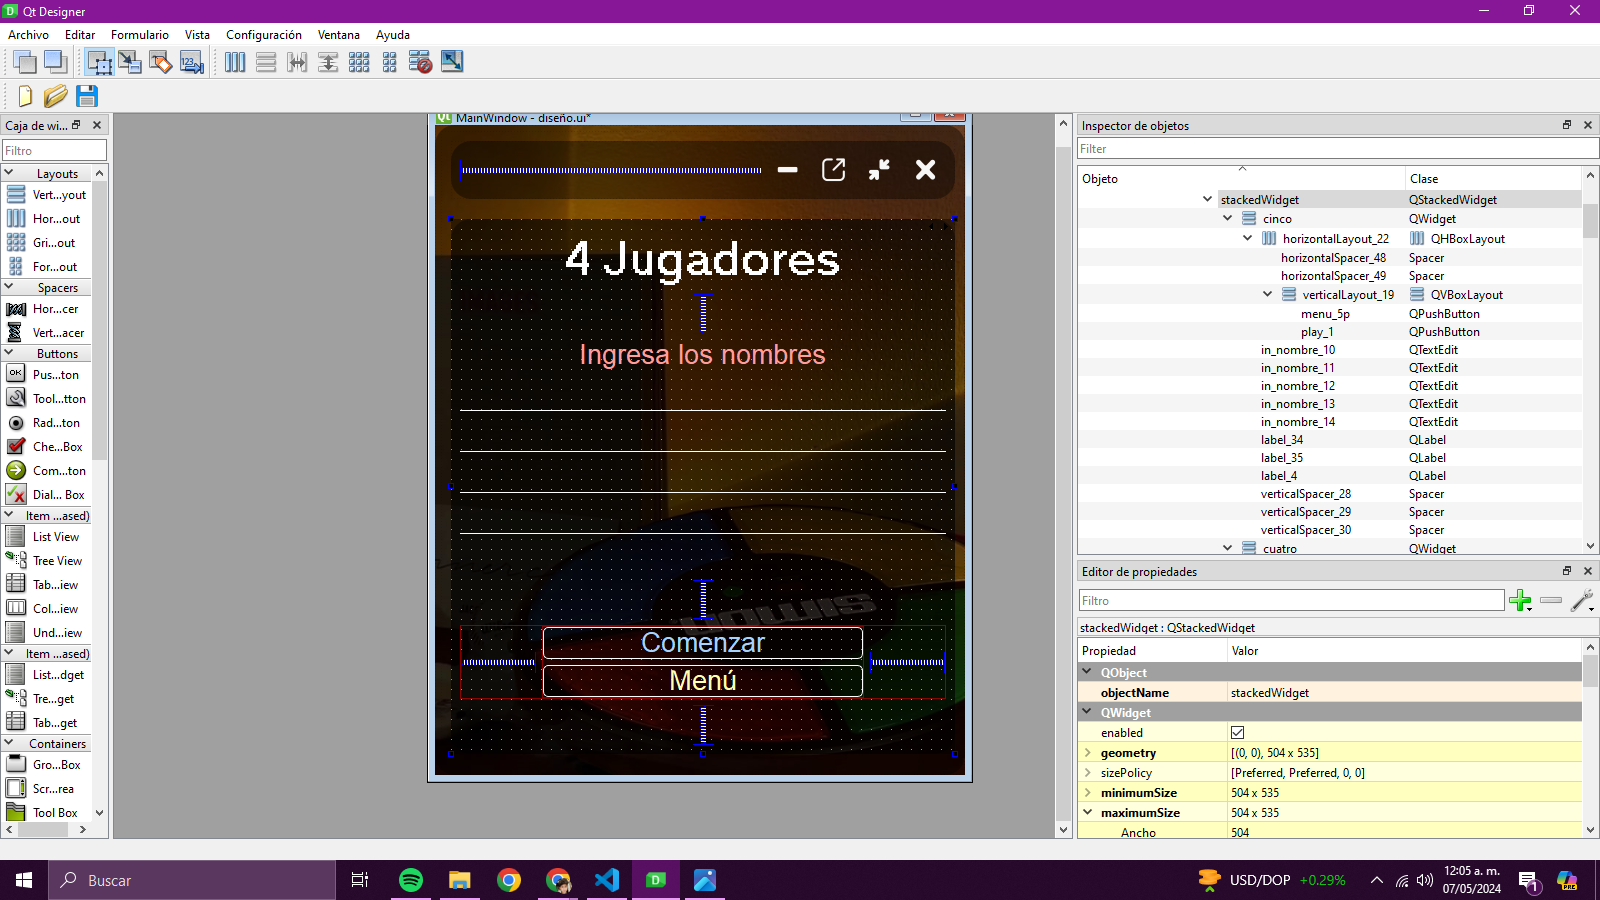 Qt Designer
Archivo Editar Formulario Vista Configuración Ventana Ayuda
Caja de wi...
Filtro
Layouts
Vert...yout
Hor...out
Gri...out
For...out
Spacers
Hor...cer
Vert...acer
Buttons
Pus...ton
Tool...tton
Rad...ton
Che...Box
Com...ton
Dial... Box
Item ...ased)
List View
Tree View
Tab...iew
Col...iew
Und...iew
Item ...ased)
List...dget
Tre...get
Tab...get
Containers
Gro...Box
Scr...rea
Tool Box
MainWindow - diseño.ui*
4 Jugadores
Ingresa los nombres
SIMON
Comenzar
Menú
Inspector de objetos
Filter
Objeto Clase
stackedWidget QStackedWidget
cinco QWidget
horizontalLayout_22 QHBoxLayout
horizontalSpacer_48 Spacer
horizontalSpacer_49 Spacer
verticalLayout_19 QVBoxLayout
menu_5p QPushButton
play_1 QPushButton
in_nombre_10 QTextEdit
in_nombre_11 QTextEdit
in_nombre_12 QTextEdit
in_nombre_13 QTextEdit
in_nombre_14 QTextEdit
label_34 QLabel
label_35 QLabel
label_4 QLabel
verticalSpacer_28 Spacer
verticalSpacer_29 Spacer
verticalSpacer_30 Spacer
cuatro QWidget
Editor de propiedades
Filtro
stackedWidget : QStackedWidget
Propiedad Valor
QObject
objectName stackedWidget
QWidget
enabled
geometry [(0, 0), 504 x 535]
sizePolicy [Preferred, Preferred, 0, 0]
minimumSize 504 x 535
maximumSize 504 x 535
Ancho 504
Buscar
USD/DOP +0.29%
12:05 a. m.
07/05/2024
1
PRE